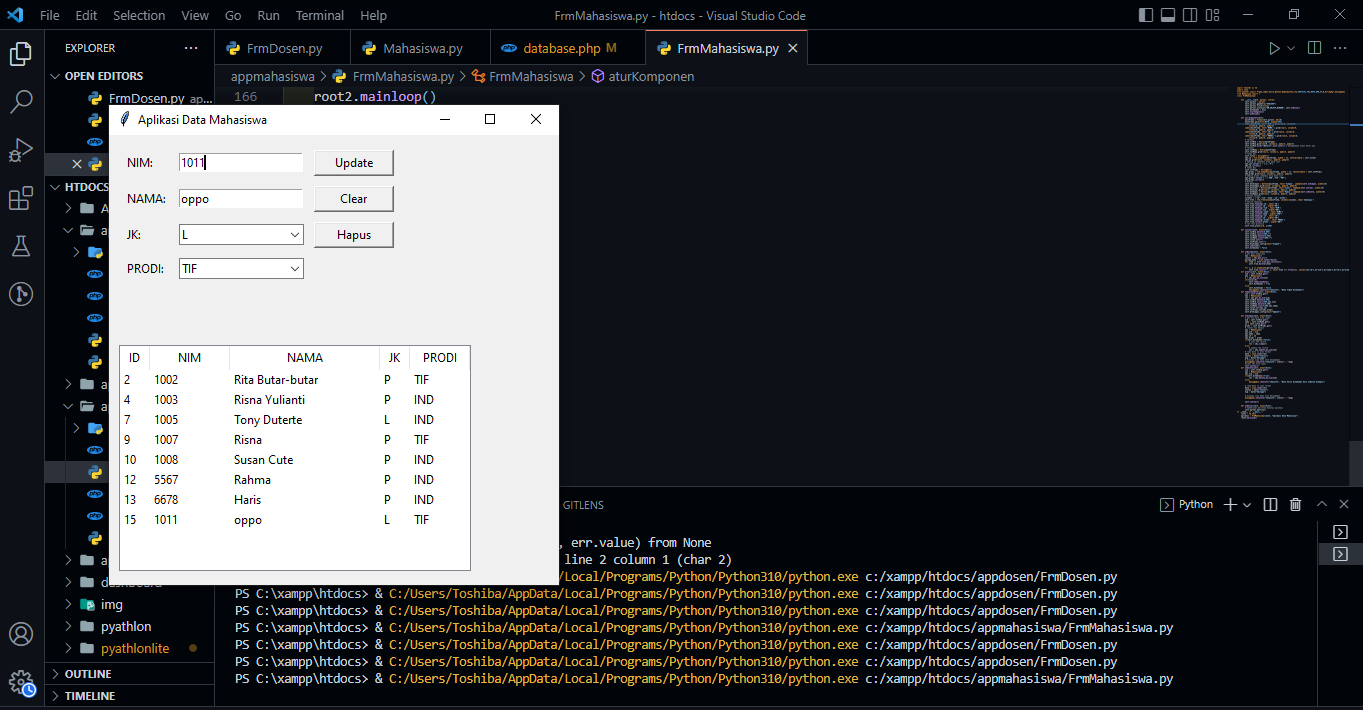 File Edit Selection View Go Run Terminal Help FrmMahasiswa.py - htdocs - Visual Studio Code
EXPLORER ··· FrmDosen.py Mahasiswa.py database.php M FrmMahasiswa.py
OPEN EDITORS appmahasiswa > FrmMahasiswa.py > FrmMahasiswa > aturKomponen
FrmDosen.py ap...
166 root2.mainloop()
Aplikasi Data Mahasiswa
NIM: 1011 Update
HTDOCS
NAMA: oppo Clear
JK: L Hapus
PRODI: TIF
ID NIM NAMA JK PRODI
2 1002 Rita Butar-butar P TIF
4 1003 Risna Yulianti P IND
7 1005 Tony Duterte L IND
9 1007 Risna P TIF
10 1008 Susan Cute P IND
12 5567 Rahma P IND
13 6678 Haris P IND
15 1011 oppo L TIF
GITLENS Python
, err.value) from None
line 2 column 1 (char 2)
/Local/Programs/Python/Python310/python.exe c:/xampp/htdocs/appdosen/FrmDosen.py
PS C:\xampp\htdocs> & C:/Users/Toshiba/AppData/Local/Programs/Python/Python310/python.exe c:/xampp/htdocs/appdosen/FrmDosen.py
PS C:\xampp\htdocs> & C:/Users/Toshiba/AppData/Local/Programs/Python/Python310/python.exe c:/xampp/htdocs/appdosen/FrmDosen.py
PS C:\xampp\htdocs> & C:/Users/Toshiba/AppData/Local/Programs/Python/Python310/python.exe c:/xampp/htdocs/appmahasiswa/FrmMahasiswa.py
PS C:\xampp\htdocs> & C:/Users/Toshiba/AppData/Local/Programs/Python/Python310/python.exe c:/xampp/htdocs/appdosen/FrmDosen.py
PS C:\xampp\htdocs> & C:/Users/Toshiba/AppData/Local/Programs/Python/Python310/python.exe c:/xampp/htdocs/appdosen/FrmDosen.py
PS C:\xampp\htdocs> & C:/Users/Toshiba/AppData/Local/Programs/Python/Python310/python.exe c:/xampp/htdocs/appmahasiswa/FrmMahasiswa.py
img
pyathlon
pyathlonlite
OUTLINE
TIMELINE